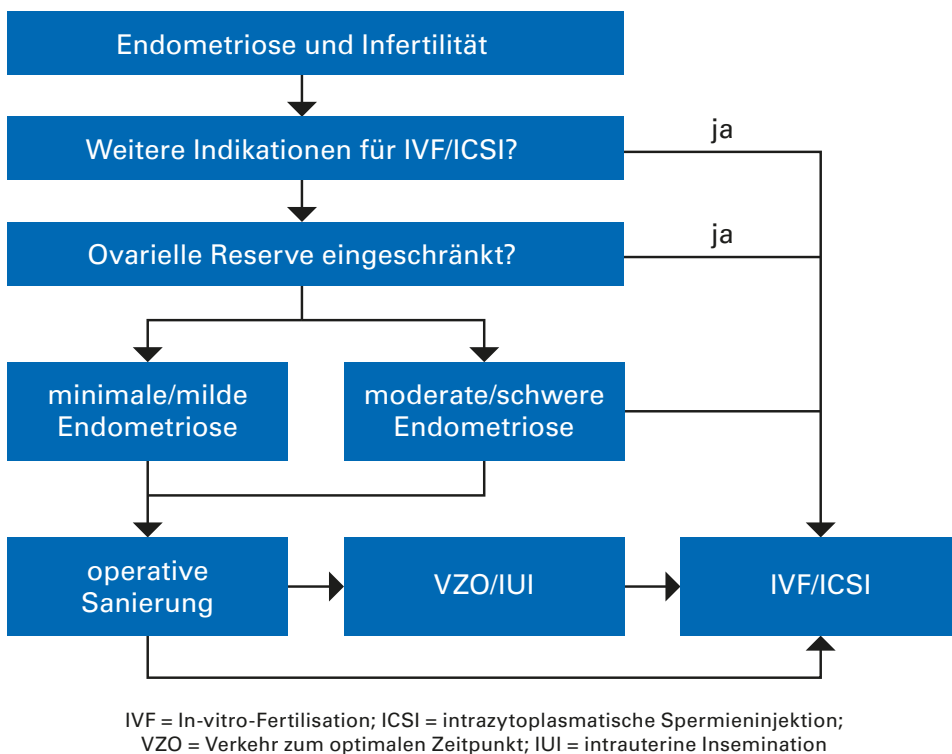 Endometriose und Infertilität
Weitere Indikationen für IVF/ICSI?
ja
Ovarielle Reserve eingeschränkt?
ja
minimale/milde
Endometriose
moderate/schwere
Endometriose
operative
Sanierung
VZO/IUI
IVF/ICSI
IVF = In-vitro-Fertilisation; ICSI = intrazytoplasmatische Spermieninjektion;
VZO = Verkehr zum optimalen Zeitpunkt; IUI = intrauterine Insemination